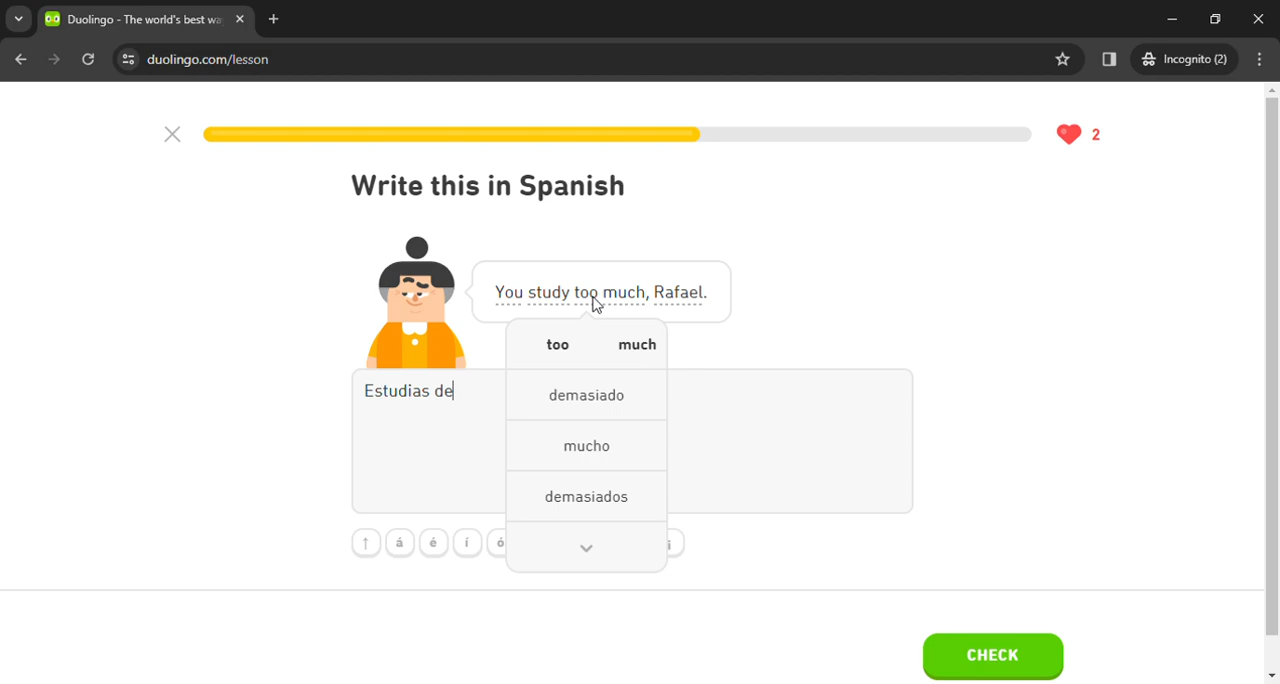 Duolingo - The world's best wa
duolingo.com/lesson
Incognito (2)
2
Write this in Spanish
You study too much, Rafael.
too much
demasiado
mucho
demasiados
Estudias de
↑ á é í ó ¡
CHECK